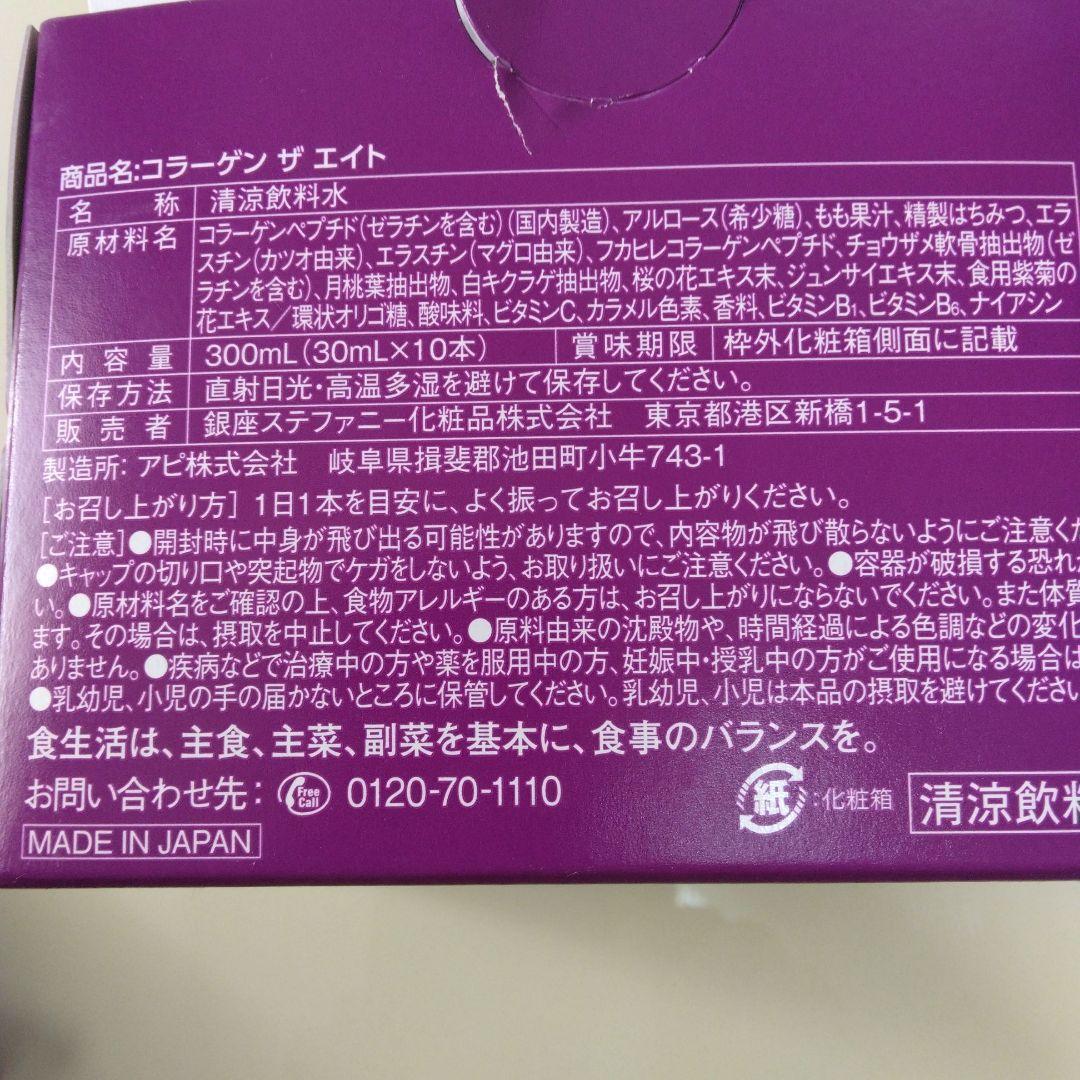 商品名:コラーゲン ザ エイト
名 称 清涼飲料水
原材料名 コラーゲンペプチド(ゼラチンを含む)(国内製造)、アルロース(希少糖)、もも果汁、精製はちみつ、エラ
スチン(カツオ由来)、エラスチン(マグロ由来)、フカヒレコラーゲンペプチド、チョウザメ軟骨抽出物(ゼ
ラチンを含む)、月桃葉抽出物、白キクラゲ抽出物、桜の花エキス末、ジュンサイエキス末、食用紫菊の
花エキス/環状オリゴ糖、酸味料、ビタミンC、カラメル色素、香料、ビタミンB1、ビタミンB6、ナイアシン
内容量 300mL(30mL×10本) 賞味期限 枠外化粧箱側面に記載
保存方法 直射日光・高温多湿を避けて保存してください。
販売者 銀座ステファニー化粧品株式会社 東京都港区新橋1-5-1
製造所: アピ株式会社 岐阜県揖斐郡池田町小牛743-1
[お召し上がり方] 1日1本を目安に、よく振ってお召し上がりください。
[ご注意]●開封時に中身が飛び出る可能性がありますので、内容物が飛び散らないようにご注意くだ
●キャップの切り口や突起物でケガをしないよう、お取り扱いにご注意ください。●容器が破損する恐れが
い。●原材料名をご確認の上、食物アレルギーのある方は、お召し上がりにならないでください。また体質
ます。その場合は、摂取を中止してください。●原料由来の沈殿物や、時間経過による色調などの変化
ありません。●疾病などで治療中の方や薬を服用中の方、妊娠中・授乳中の方がご使用になる場合は
●乳幼児、小児の手の届かないところに保管してください。乳幼児、小児は本品の摂取を避けてください
食生活は、主食、主菜、副菜を基本に、食事のバランスを。
お問い合わせ先: Free Call 0120-70-1110
紙 :化粧箱
清涼飲料
MADE IN JAPAN